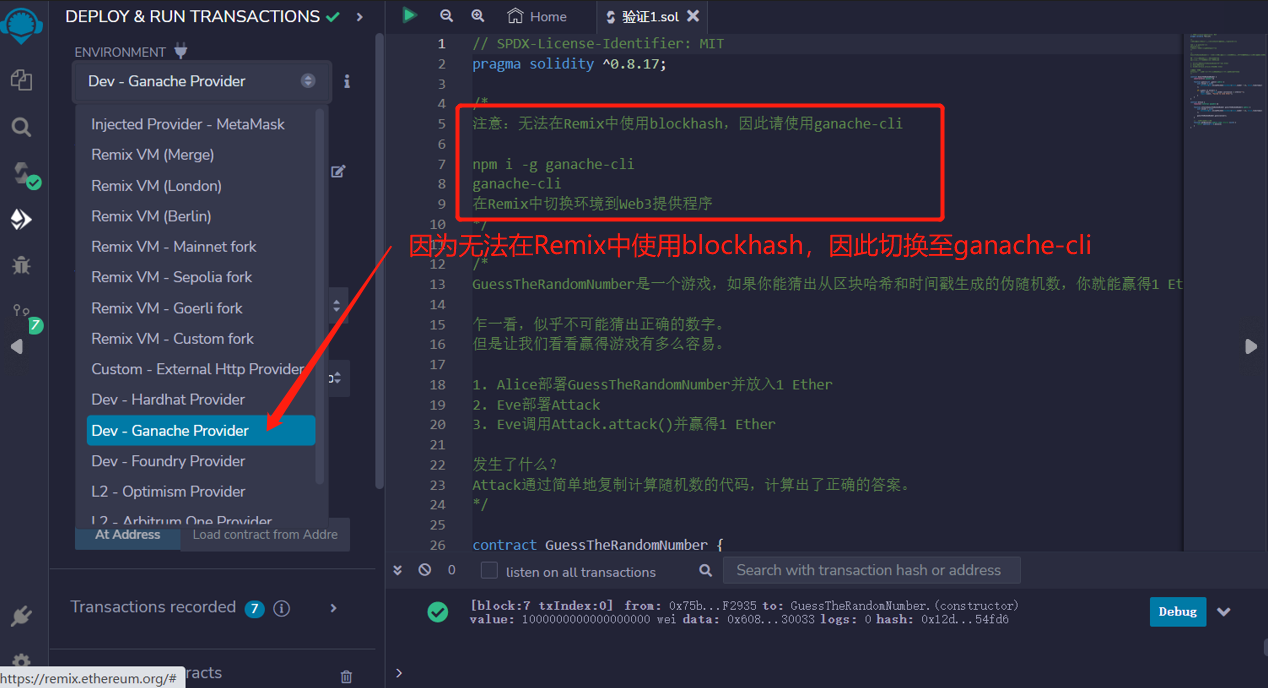 DEPLOY & RUN TRANSACTIONS
ENVIRONMENT
Dev - Ganache Provider
Injected Provider - MetaMask
Remix VM (Merge)
Remix VM (London)
Remix VM (Berlin)
Remix VM - Mainnet fork
Remix VM - Sepolia fork
Remix VM - Goerli fork
Remix VM - Custom fork
Custom - External Http Provider
Dev - Hardhat Provider
Dev - Ganache Provider
Dev - Foundry Provider
L2 - Optimism Provider
L2 - Arbitrum One Provider
At Address
Load contract from Addre
Transactions recorded 7
racts
https://remix.ethereum.org/#
7
Home
验证1.sol
1 // SPDX-License-Identifier: MIT
2 pragma solidity ^0.8.17;
3
4 /*
5 注意：无法在Remix中使用blockhash，因此请使用ganache-cli
6
7 npm i -g ganache-cli
8 ganache-cli
9 在Remix中切换环境到Web3提供程序
10 */
因为无法在Remix中使用blockhash，因此切换至ganache-cli
12 /*
13 GuessTheRandomNumber是一个游戏，如果你能猜出从区块哈希和时间戳生成的伪随机数，你就能赢得1 Et
14
15 乍一看，似乎不可能猜出正确的数字。
16 但是让我们看看赢得游戏有多么容易。
17
18 1. Alice部署GuessTheRandomNumber并放入1 Ether
19 2. Eve部署Attack
20 3. Eve调用Attack.attack()并赢得1 Ether
21
22 发生了什么？
23 Attack通过简单地复制计算随机数的代码，计算出了正确的答案。
24 */
25
26 contract GuessTheRandomNumber {
0
listen on all transactions
Search with transaction hash or address
[block:7 txIndex:0] from: 0x75b...F2935 to: GuessTheRandomNumber.(constructor)
value: 1000000000000000000 wei data: 0x608...30033 logs: 0 hash: 0x12d...54fd6
Debug
>